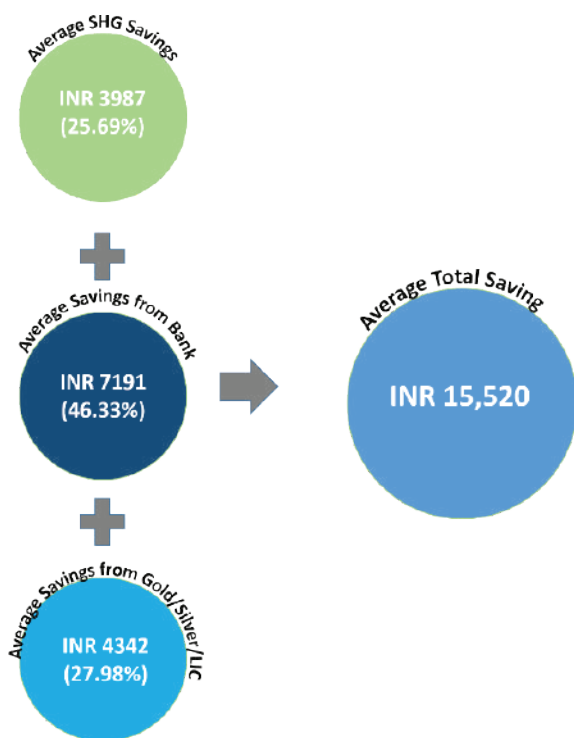 Average SHG Savings
INR 3987
(25.69%)
Average Savings from Bank
INR 7191
(46.33%)
Average Total Saving
INR 15,520
Average Savings from Gold/Silver/LIC
INR 4342
(27.98%)